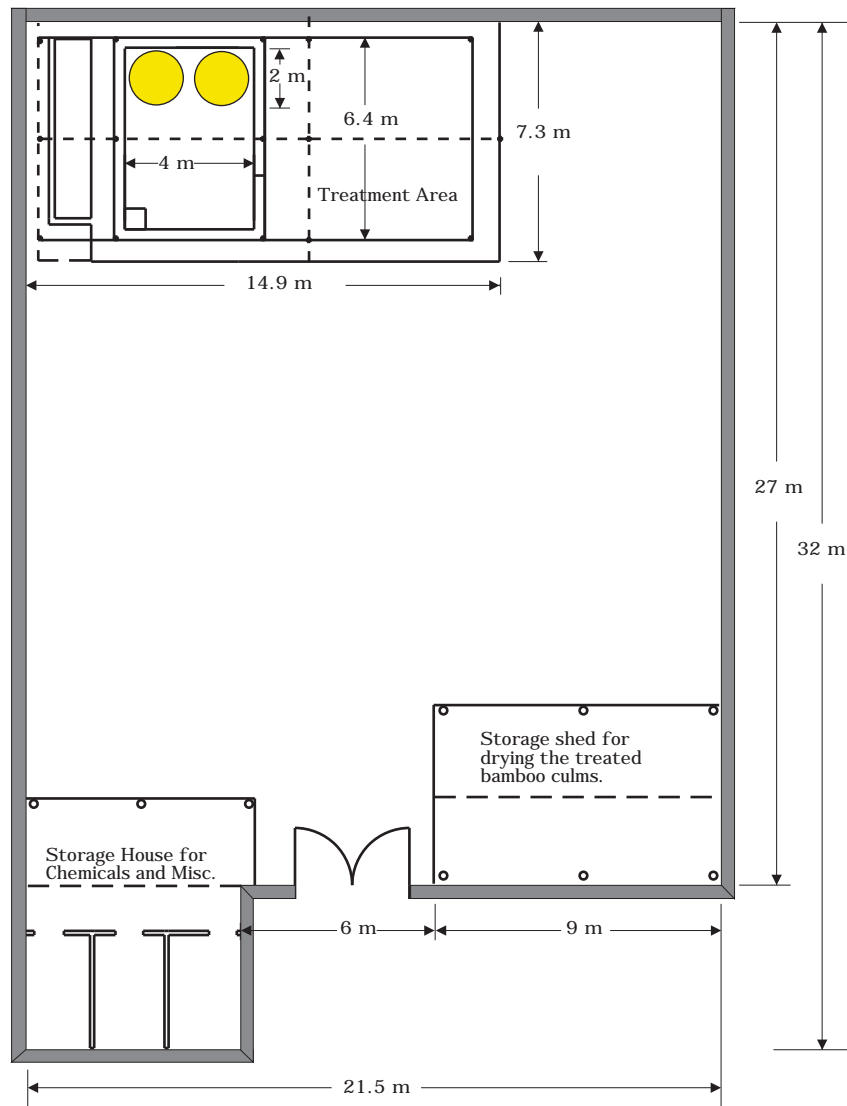 2 m
6.4 m
7.3 m
4 m
Treatment Area
14.9 m
27 m
32 m
Storage shed for
drying the treated
bamboo culms.
Storage House for
Chemicals and Misc.
6 m
9 m
21.5 m